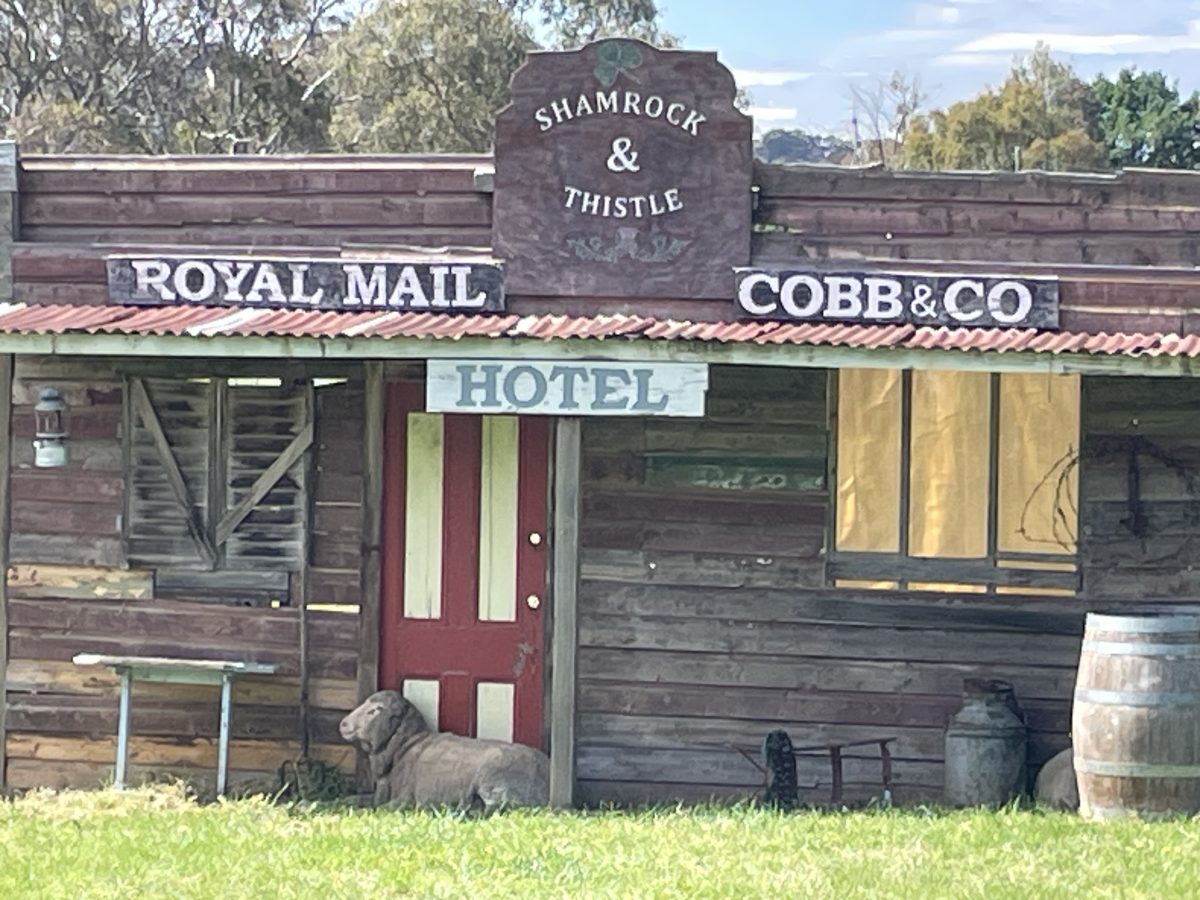 SHAMROCK
&
THISTLE
ROYAL MAIL
COBB & CO
HOTEL